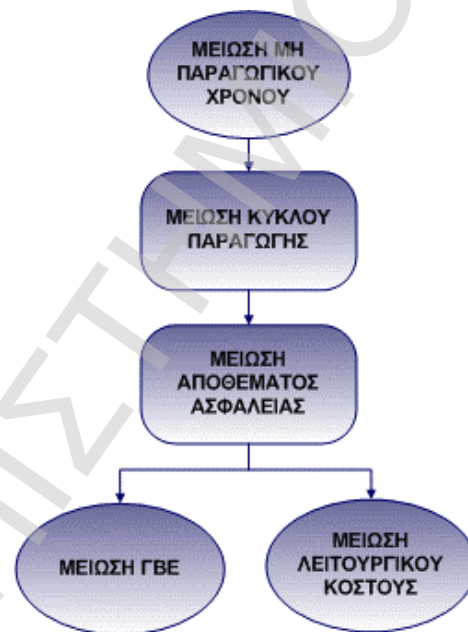 ΜΕΙΩΣΗ ΜΗ
ΠΑΡΑΓΩΓΙΚΟΥ
ΧΡΟΝΟΥ
ΜΕΙΩΣΗ ΚΥΚΛΟΥ
ΠΑΡΑΓΩΓΗΣ
ΜΕΙΩΣΗ
ΑΠΟΘΕΜΑΤΟΣ
ΑΣΦΑΛΕΙΑΣ
ΜΕΙΩΣΗ ΓΒΕ
ΜΕΙΩΣΗ
ΛΕΙΤΟΥΡΓΙΚΟΥ
ΚΟΣΤΟΥΣ